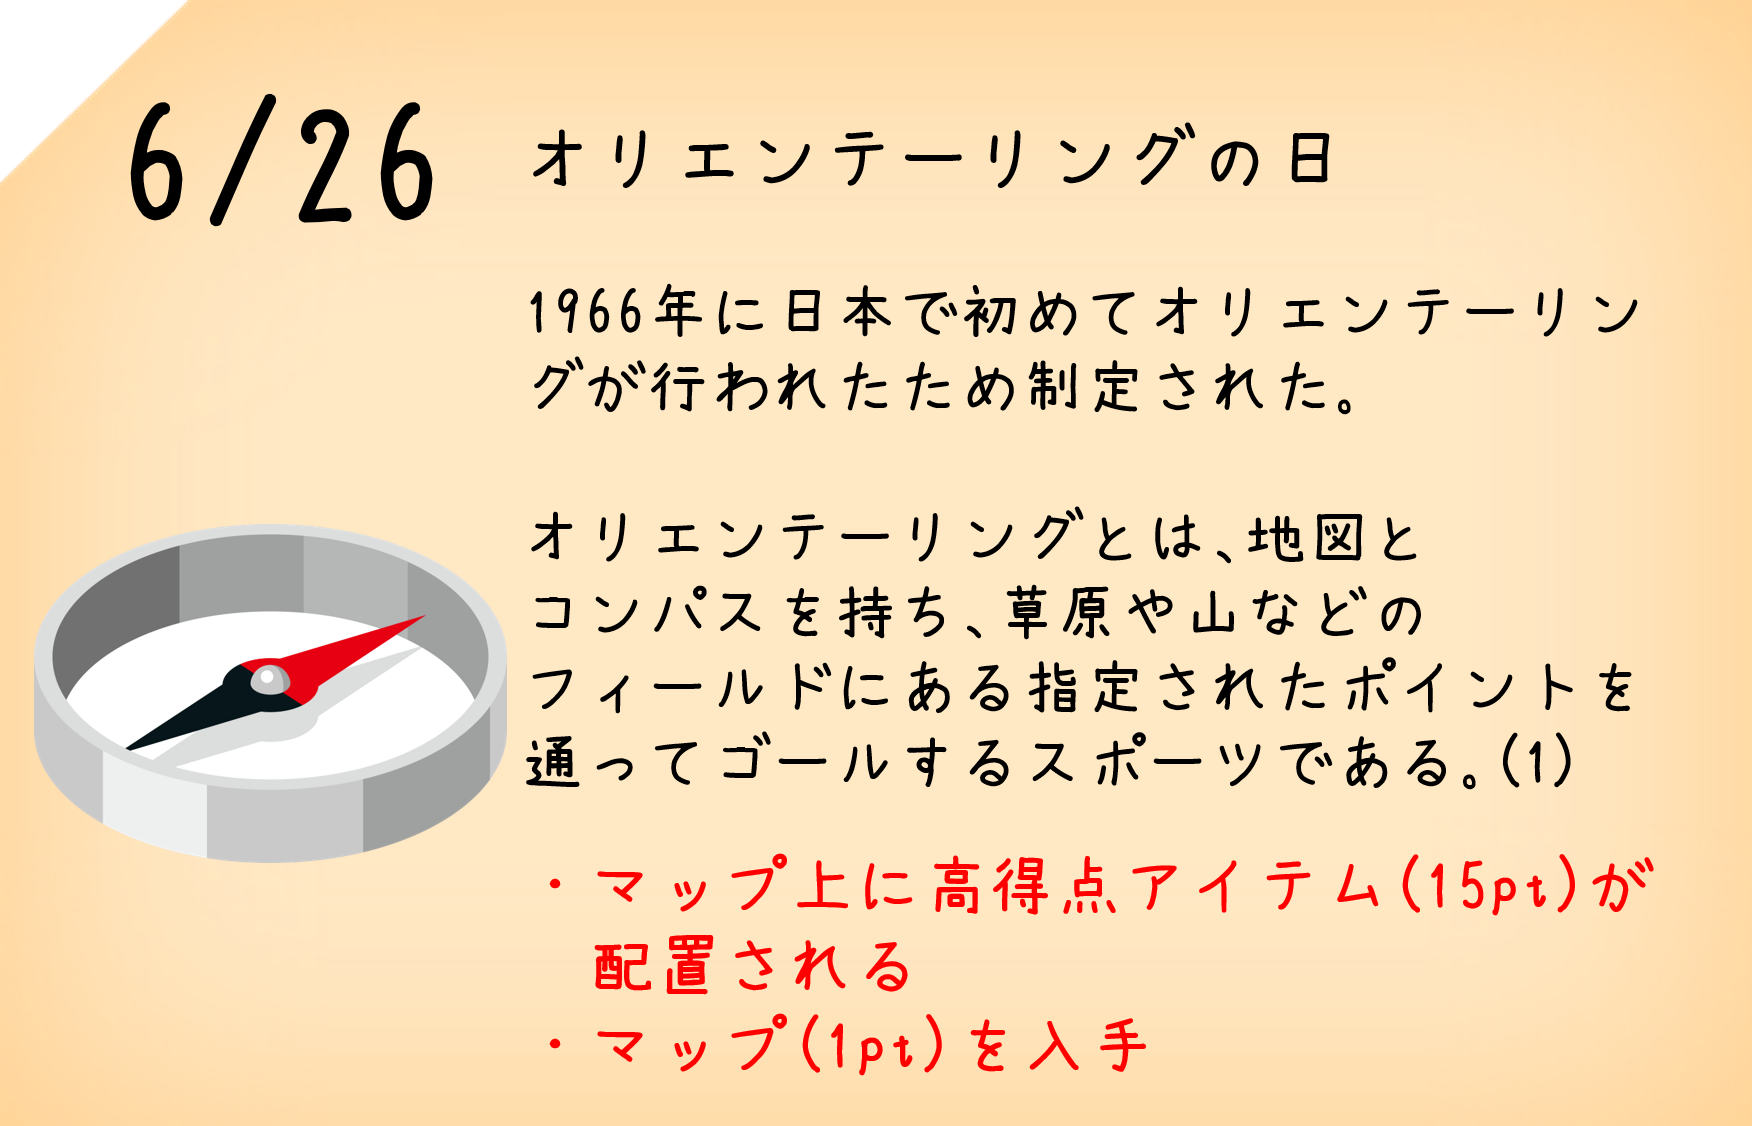 6/26 オリエンテーリングの日
1966年に日本で初めてオリエンテーリン
グが行われたため制定された。
オリエンテーリングとは、地図と
コンパスを持ち、草原や山などの
フィールドにある指定されたポイントを
通ってゴールするスポーツである。(1)
・マップ上に高得点アイテム(15pt)が
配置される
・マップ(1pt)を入手